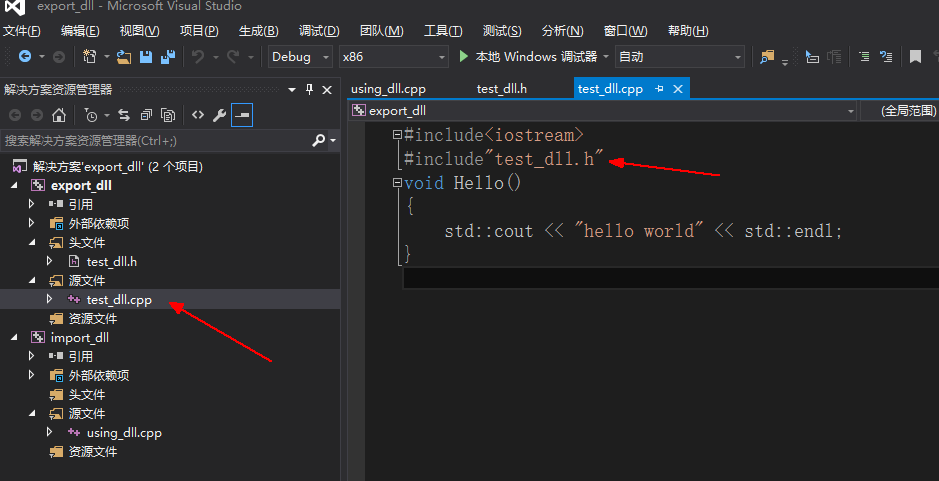 export_dll - Microsoft Visual Studio
文件(F) 编辑(E) 视图(V) 项目(P) 生成(B) 调试(D) 团队(M) 工具(T) 测试(S) 分析(N) 窗口(W) 帮助(H)
Debug x86 本地 Windows 调试器 自动
解决方案资源管理器
搜索解决方案资源管理器(Ctrl+;)
解决方案'export_dll' (2 个项目)
export_dll
引用
外部依赖项
头文件
test_dll.h
源文件
test_dll.cpp
资源文件
import_dll
引用
外部依赖项
头文件
源文件
using_dll.cpp
资源文件
using_dll.cpp test_dll.h test_dll.cpp
export_dll (全局范围)
#include<iostream>
#include"test_dll.h"
void Hello()
{
std::cout << "hello world" << std::endl;
}